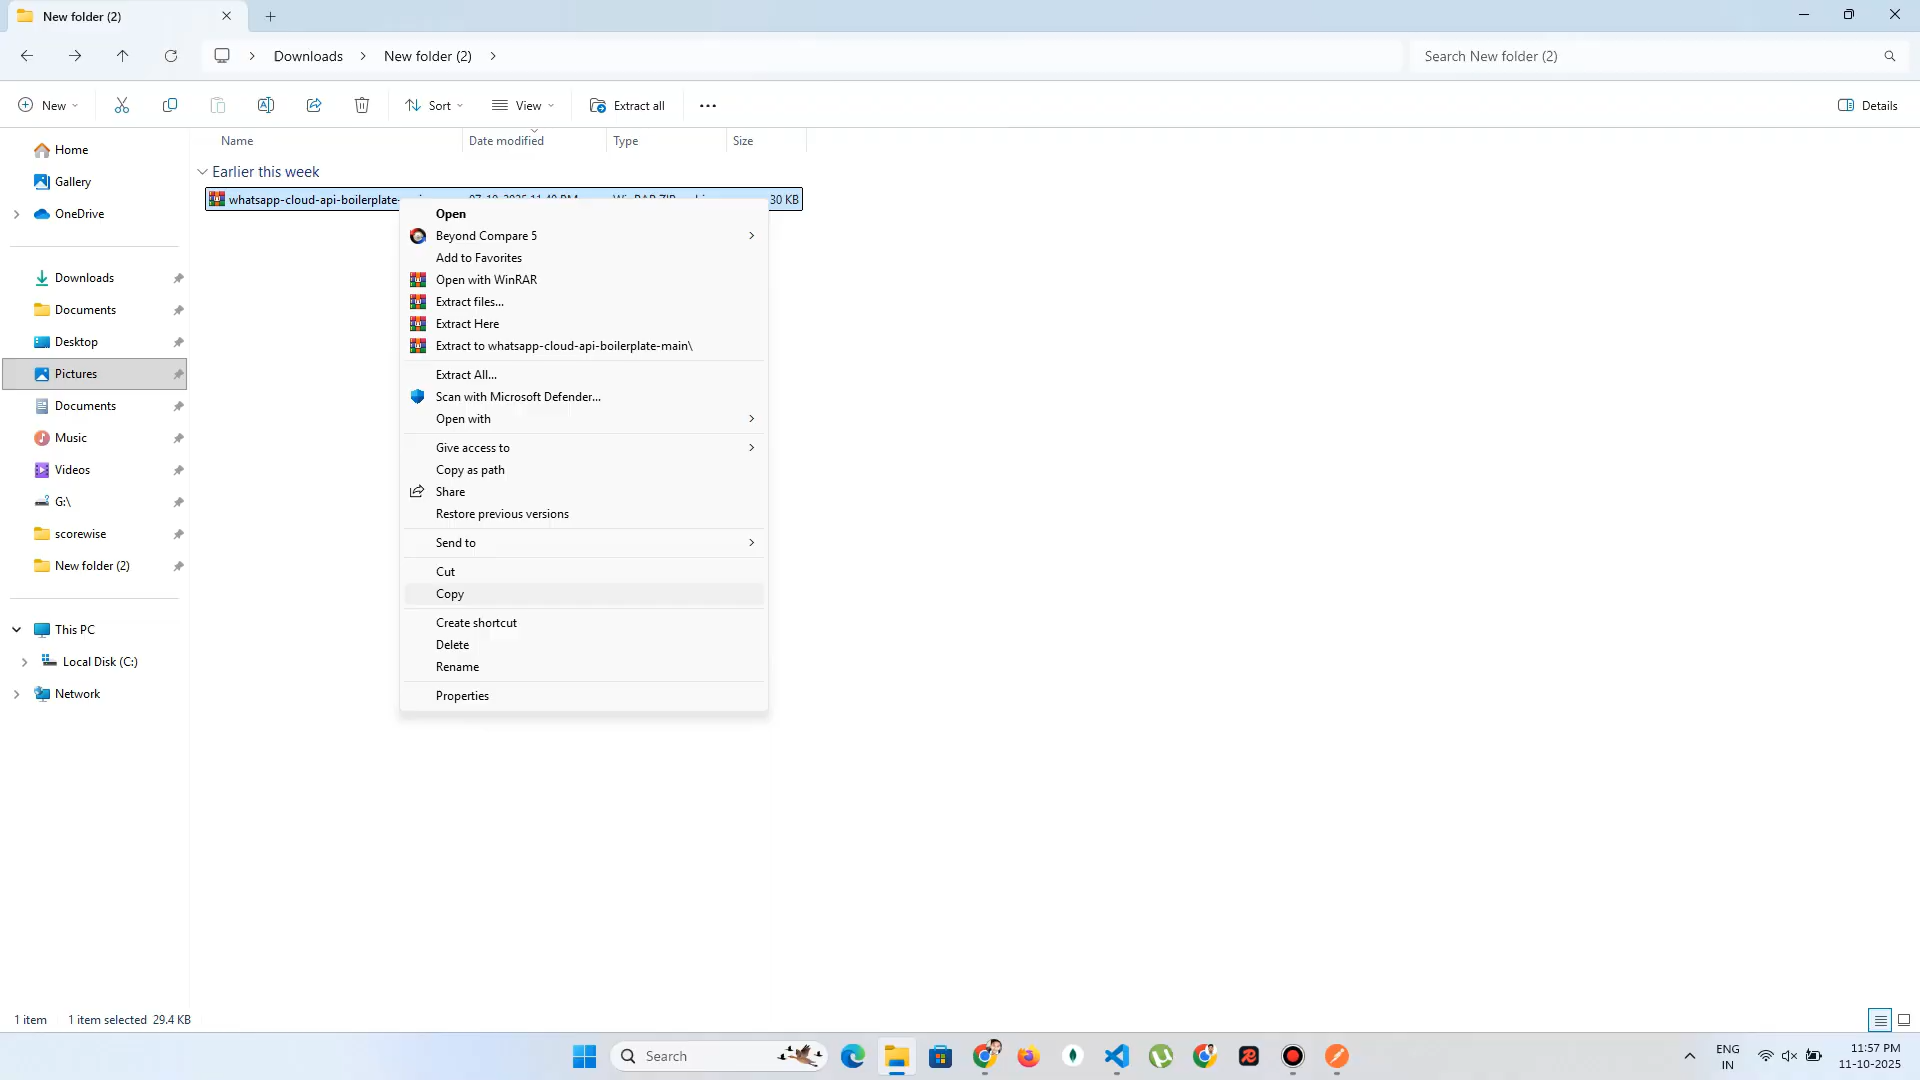 New folder (2)
Downloads
New folder (2)
Search New folder (2)
New
Sort
View
Extract all
Details
Name
Date modified
Type
Size
Home
Gallery
OneDrive
Downloads
Documents
Desktop
Pictures
Documents
Music
Videos
G:\
scorewise
New folder (2)
This PC
Local Disk (C:)
Network
Earlier this week
whatsapp-cloud-api-boilerplate-
30 KB
Open
Beyond Compare 5
Add to Favorites
Open with WinRAR
Extract files...
Extract Here
Extract to whatsapp-cloud-api-boilerplate-main\
Extract All...
Scan with Microsoft Defender...
Open with
Give access to
Copy as path
Share
Restore previous versions
Send to
Cut
Copy
Create shortcut
Delete
Rename
Properties
1 item
1 item selected 29.4 KB
Search
ENG
IN
11:57 PM
11-10-2025